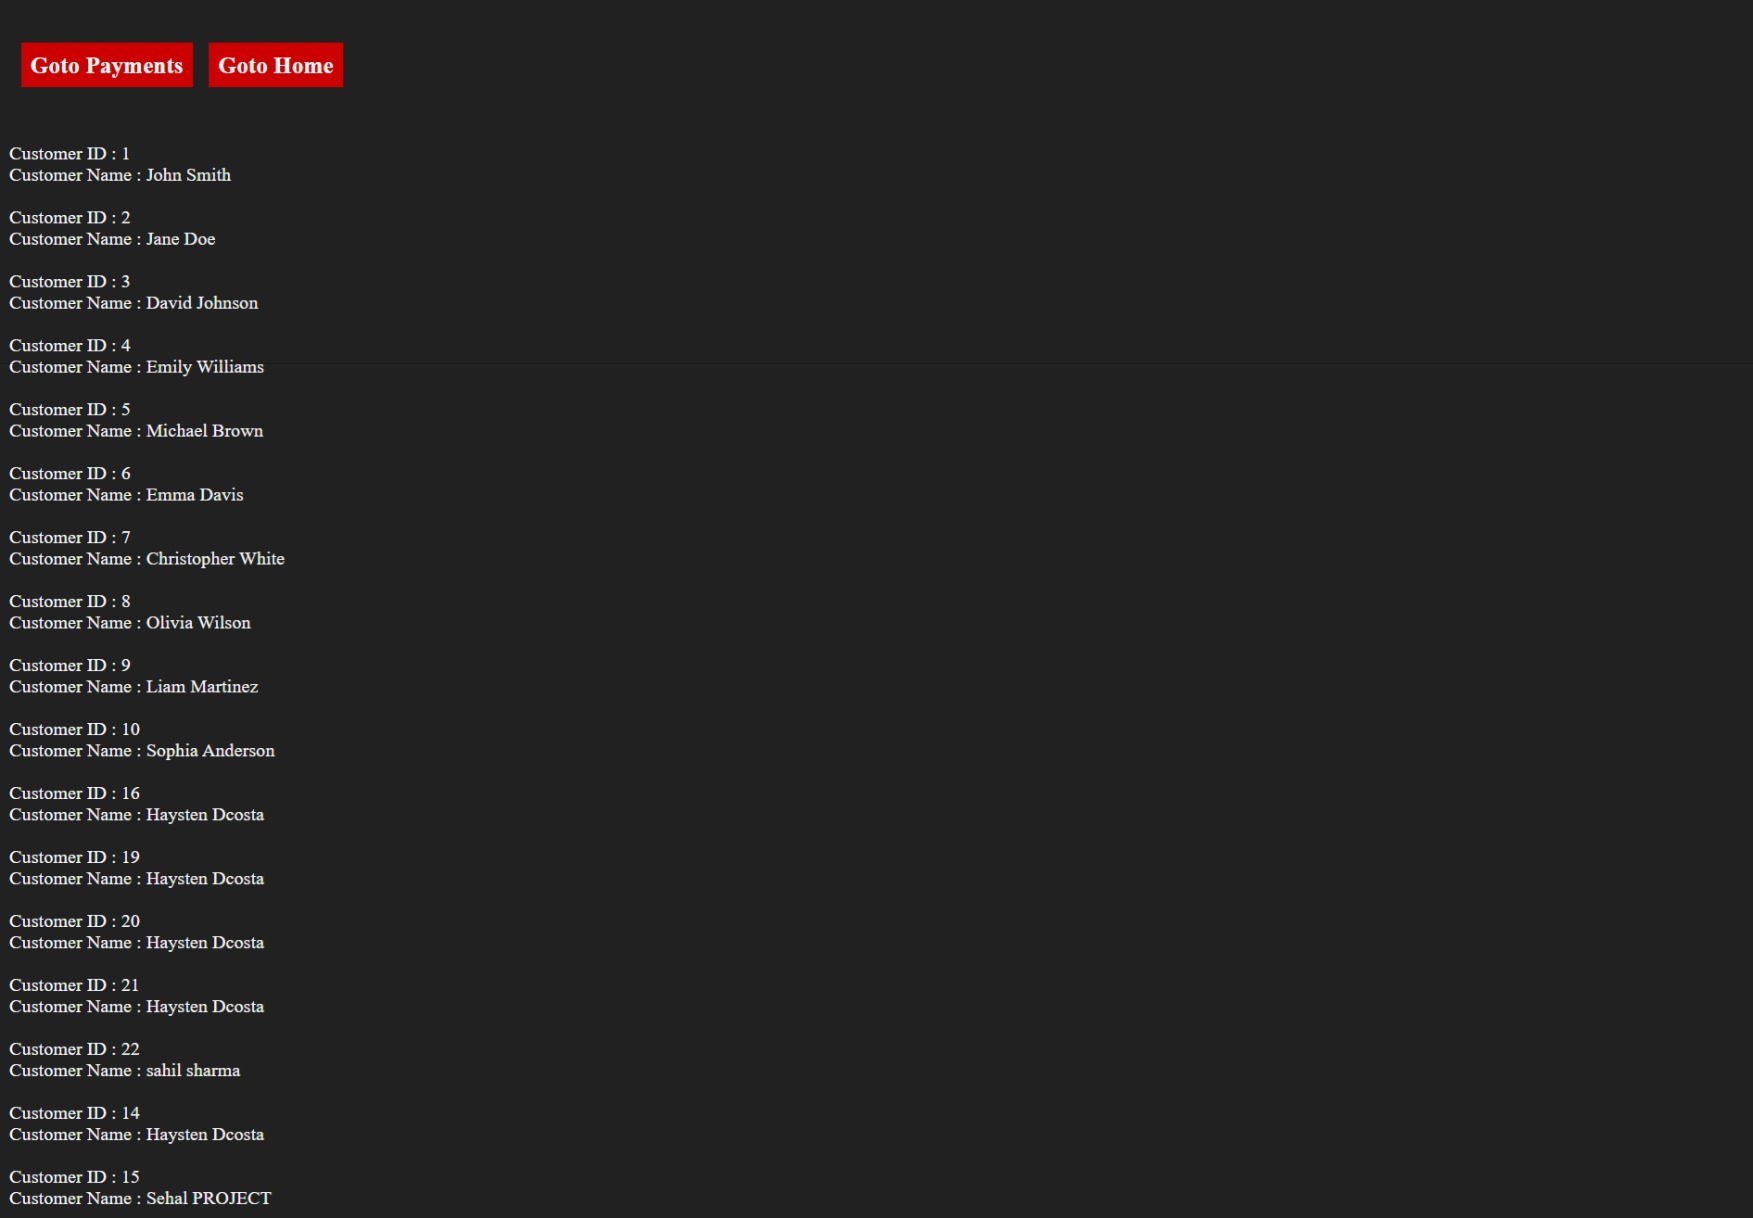 Goto Payments Goto Home
Customer ID : 1
Customer Name : John Smith
Customer ID : 2
Customer Name : Jane Doe
Customer ID : 3
Customer Name : David Johnson
Customer ID : 4
Customer Name : Emily Williams
Customer ID : 5
Customer Name : Michael Brown
Customer ID : 6
Customer Name : Emma Davis
Customer ID : 7
Customer Name : Christopher White
Customer ID : 8
Customer Name : Olivia Wilson
Customer ID : 9
Customer Name : Liam Martinez
Customer ID : 10
Customer Name : Sophia Anderson
Customer ID : 16
Customer Name : Haysten Dcosta
Customer ID : 19
Customer Name : Haysten Dcosta
Customer ID : 20
Customer Name : Haysten Dcosta
Customer ID : 21
Customer Name : Haysten Dcosta
Customer ID : 22
Customer Name : sahil sharma
Customer ID : 14
Customer Name : Haysten Dcosta
Customer ID : 15
Customer Name : Sehal PROJECT